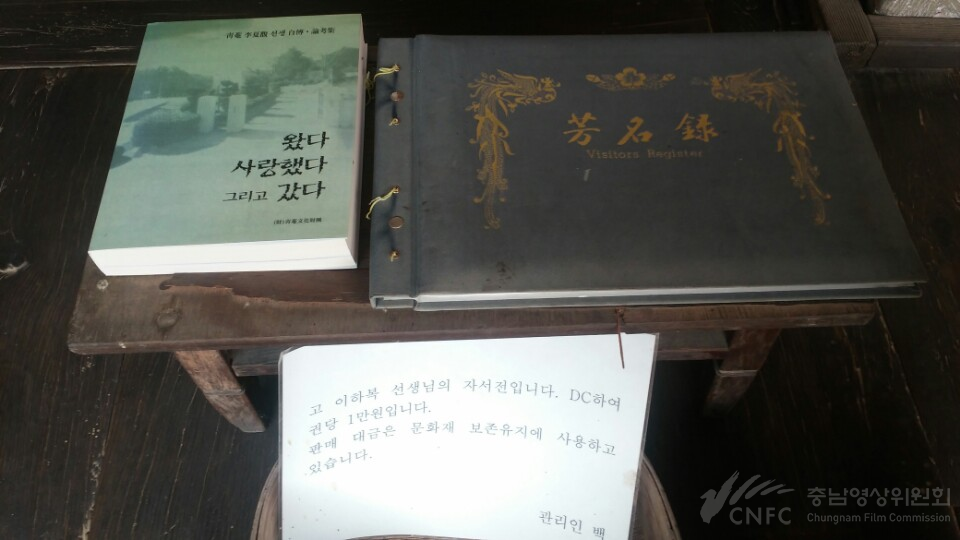 靑菴 李夏馥 선생 自傳·論考集
왔다
사랑했다
그리고 갔다
(財)靑菴文化財團
芳名錄
Visitors Register
1
고 이하복 선생님의 자서전입니다. DC하여
권당 1만원입니다.
판매 대금은 문화재 보존유지에 사용하고
있습니다.
관리인 백
충남영상위원회
CNFC Chungnam Film Commission